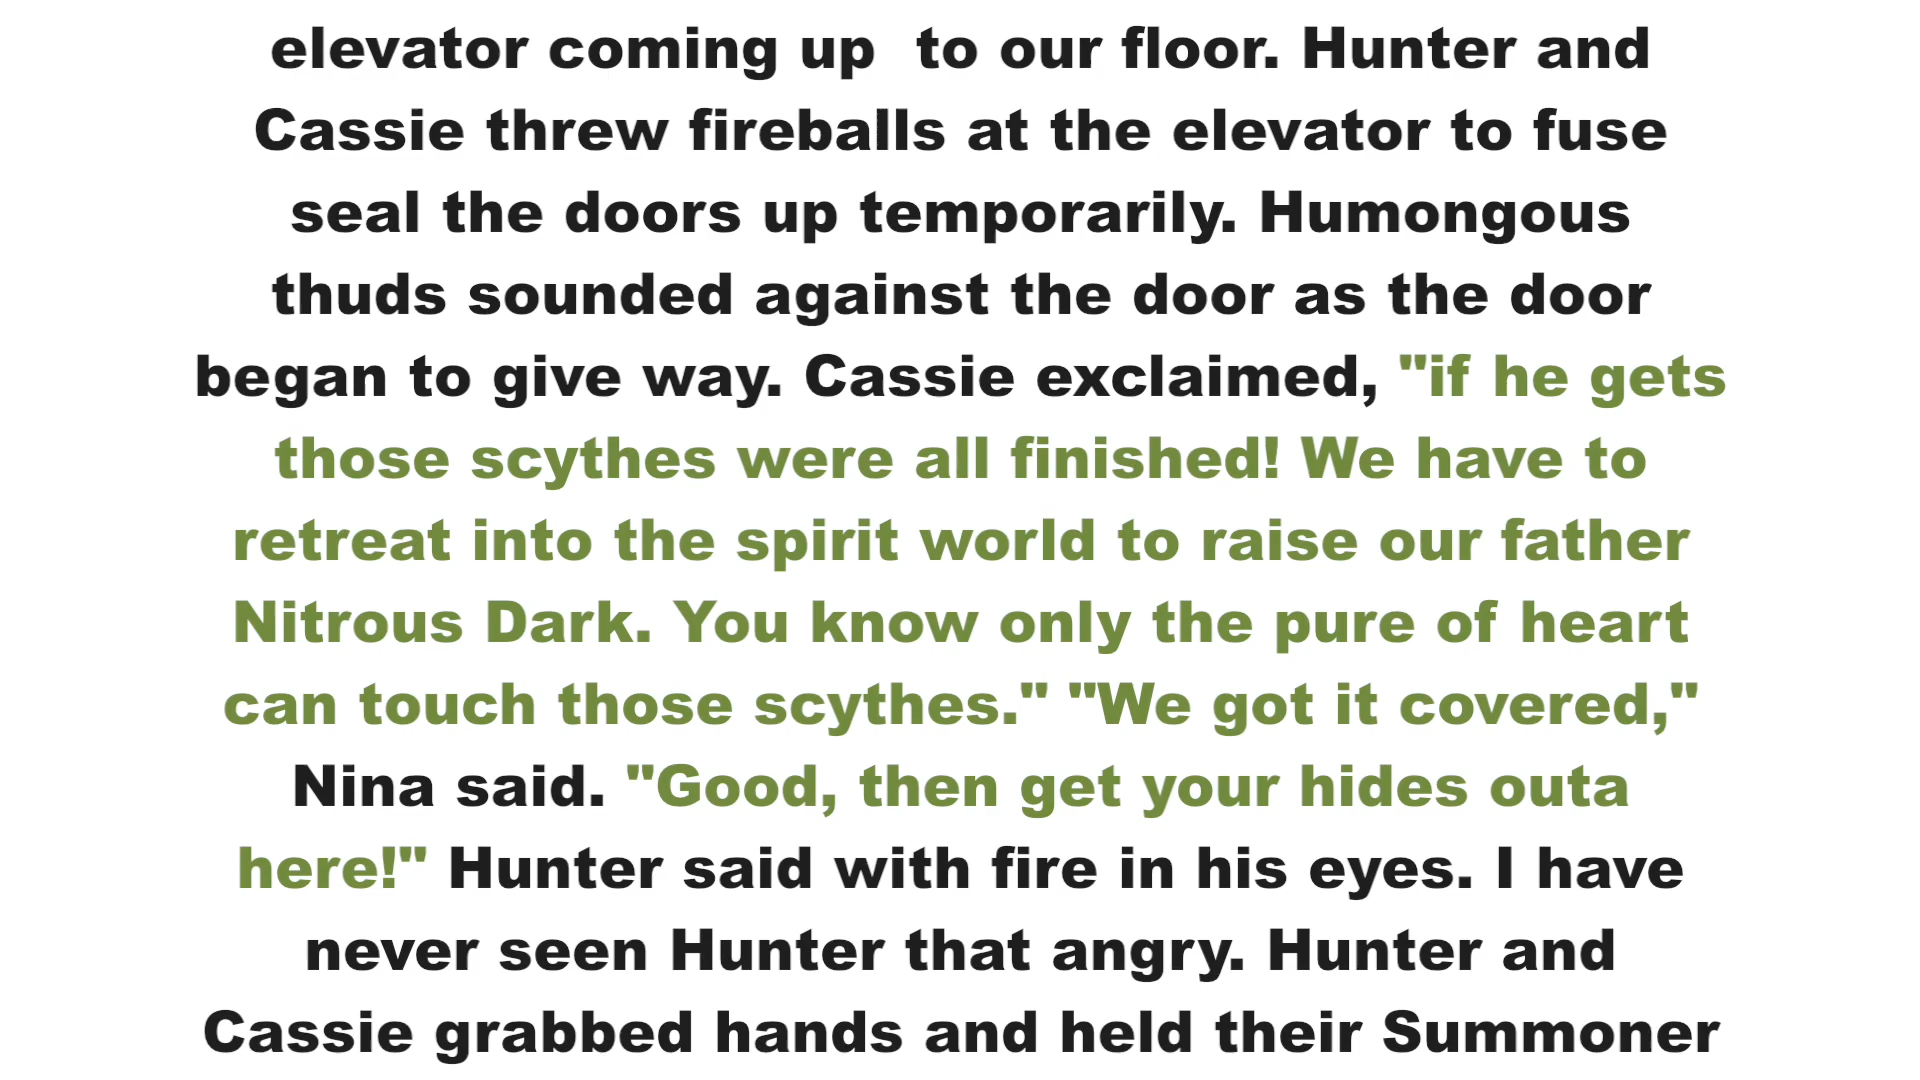 elevator coming up  to our floor. Hunter and
Cassie threw fireballs at the elevator to fuse
seal the doors up temporarily. Humongous
thuds sounded against the door as the door
began to give way. Cassie exclaimed, "if he gets
those scythes were all finished! We have to
retreat into the spirit world to raise our father
Nitrous Dark. You know only the pure of heart
can touch those scythes." "We got it covered,"
Nina said. "Good, then get your hides outa
here!" Hunter said with fire in his eyes. I have
never seen Hunter that angry. Hunter and
Cassie grabbed hands and held their Summoner